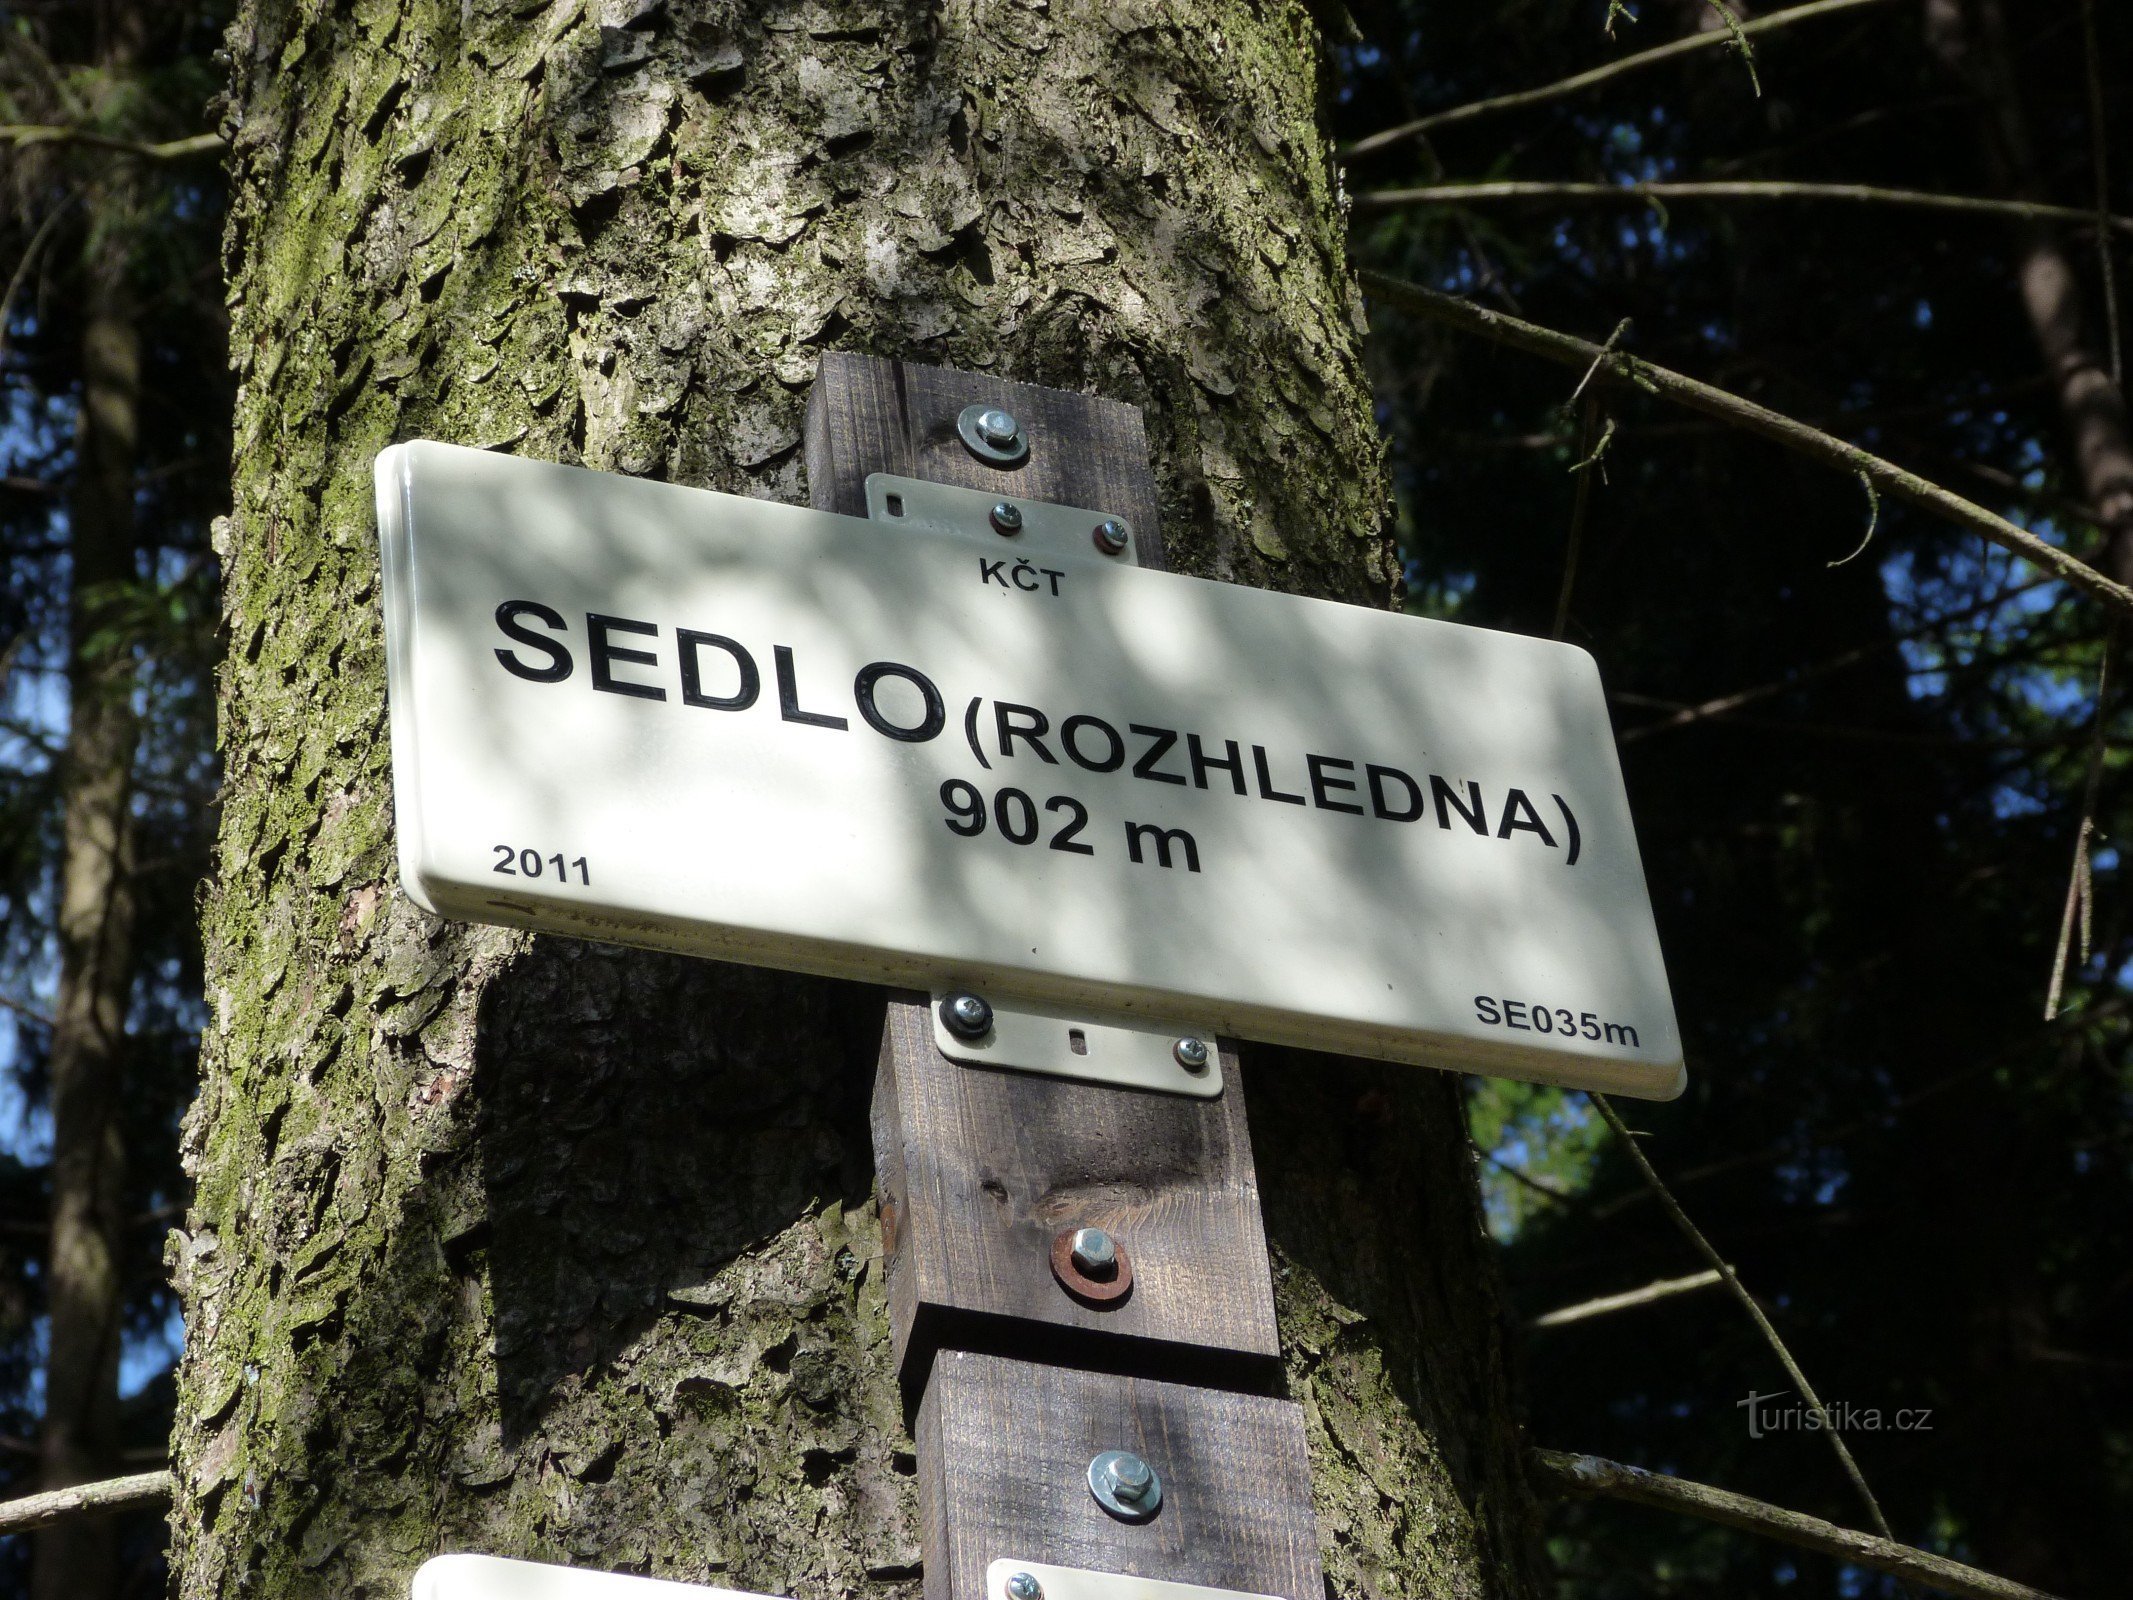 KČT
SEDLO (ROZHLEDNA)
902 m
2011
SE035m
Turistika.cz